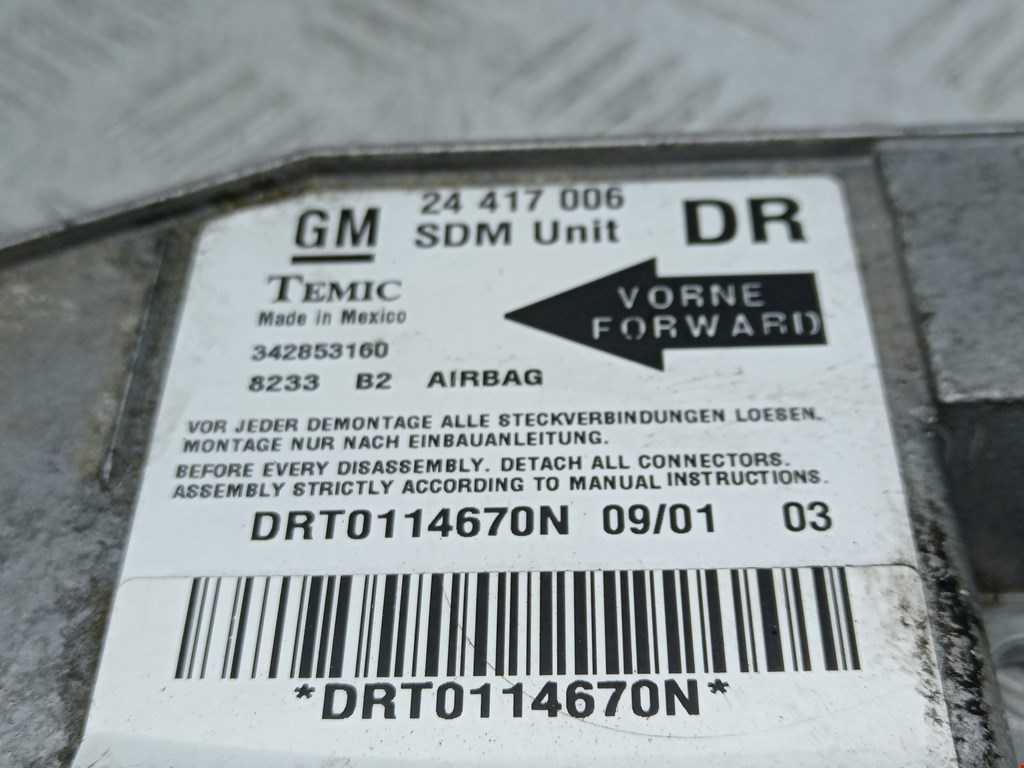 GM
24 417 006
SDM Unit
DR
TEMIC
Made in Mexico
VORNE
FORWARD
342853160
8233 B2 AIRBAG
VOR JEDER DEMONTAGE ALLE STECKVERBINDUNGEN LOESEN.
MONTAGE NUR NACH EINBAUANLEITUNG.
BEFORE EVERY DISASSEMBLY. DETACH ALL CONNECTORS.
ASSEMBLY STRICTLY ACCORDING TO MANUAL INSTRUCTIONS.
DRT0114670N 09/01 03
*DRT0114670N*